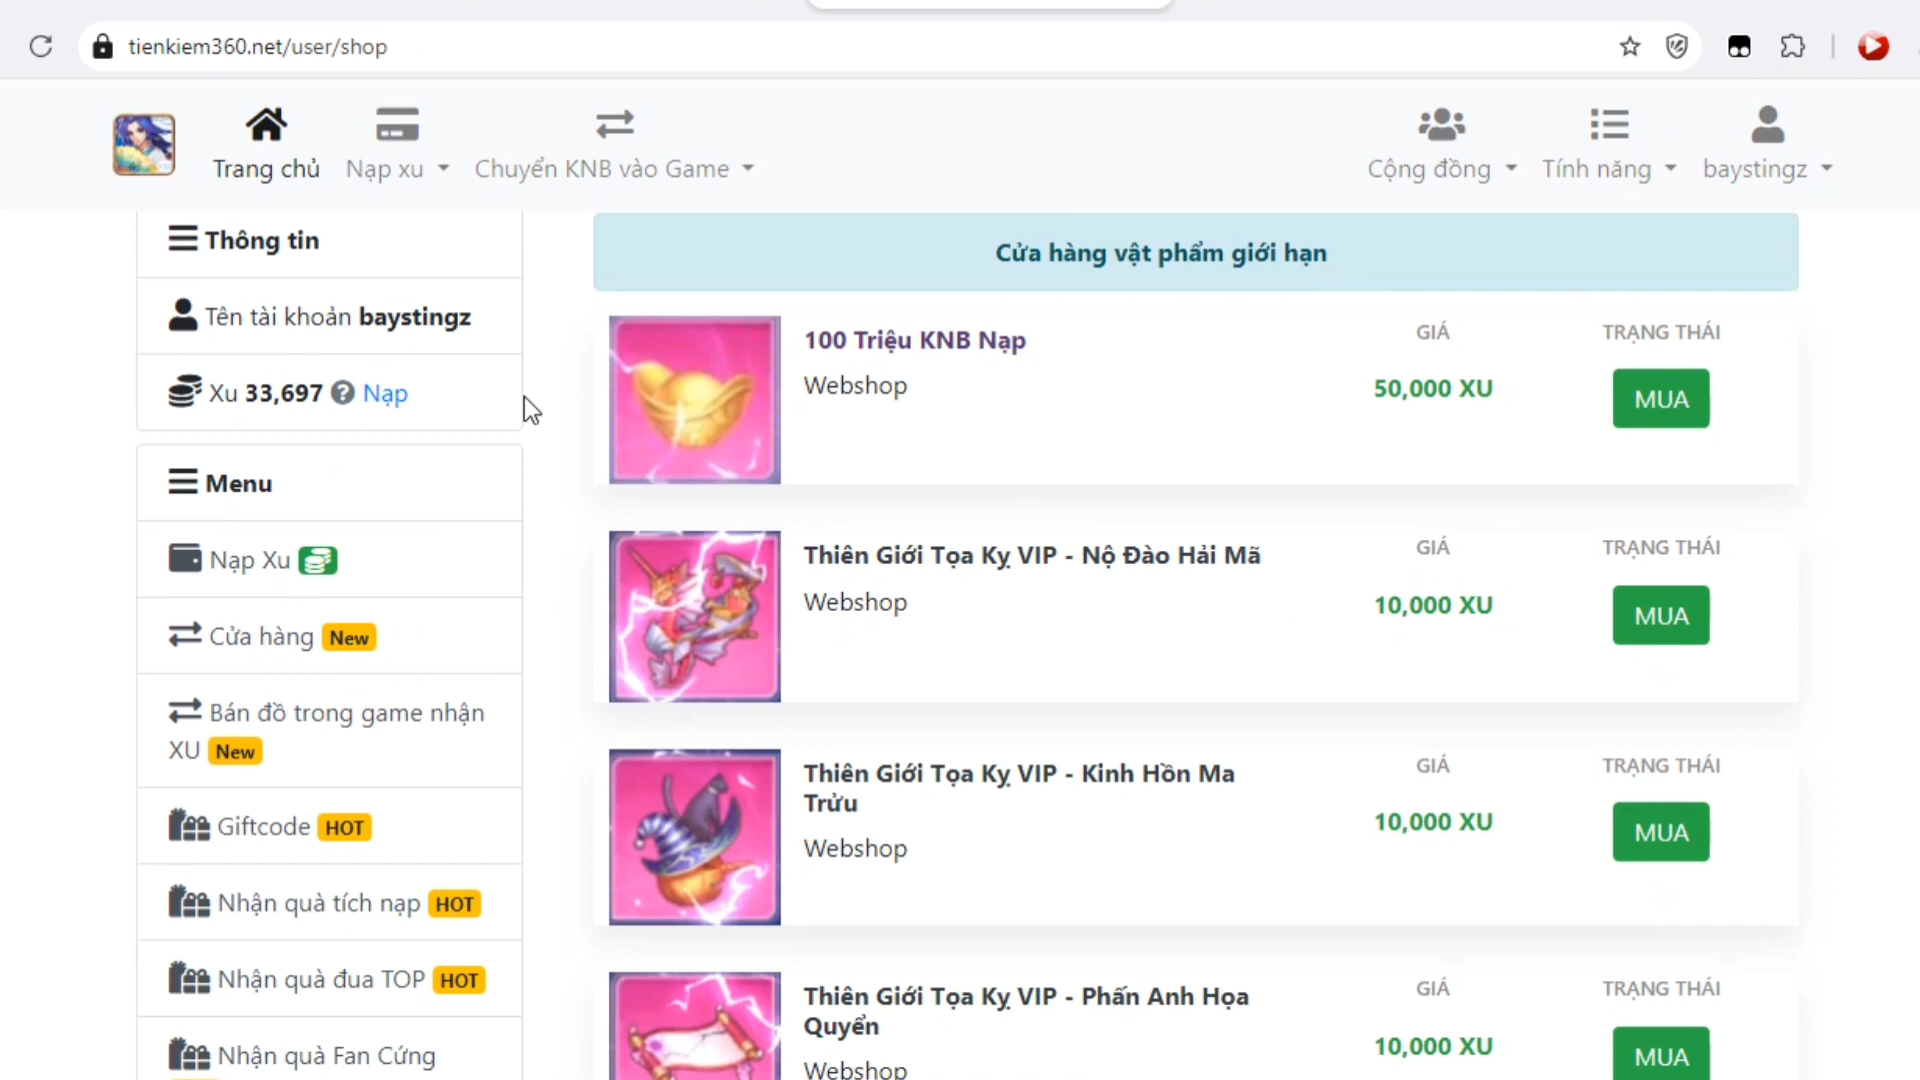 tienkiem360.net/user/shop
Trang chủ
Nạp xu
Chuyển KNB vào Game
Cộng đồng
Tính năng
baystingz
Thông tin
Tên tài khoản baystingz
Xu 33,697 ? Nạp
Menu
Nạp Xu
Cửa hàng New
Bán đồ trong game nhận
XU New
Giftcode HOT
Nhận quà tích nạp HOT
Nhận quà đua TOP HOT
Nhận quà Fan Cứng
Cửa hàng vật phẩm giới hạn
100 Triệu KNB Nạp
Webshop
GIÁ
50,000 XU
TRẠNG THÁI
MUA
Thiên Giới Tọa Kỵ VIP - Nộ Đào Hải Mã
Webshop
GIÁ
10,000 XU
TRẠNG THÁI
MUA
Thiên Giới Tọa Kỵ VIP - Kinh Hồn Ma
Trửu
Webshop
GIÁ
10,000 XU
TRẠNG THÁI
MUA
Thiên Giới Tọa Kỵ VIP - Phấn Anh Họa
Quyển
Webshop
GIÁ
10,000 XU
TRẠNG THÁI
MUA